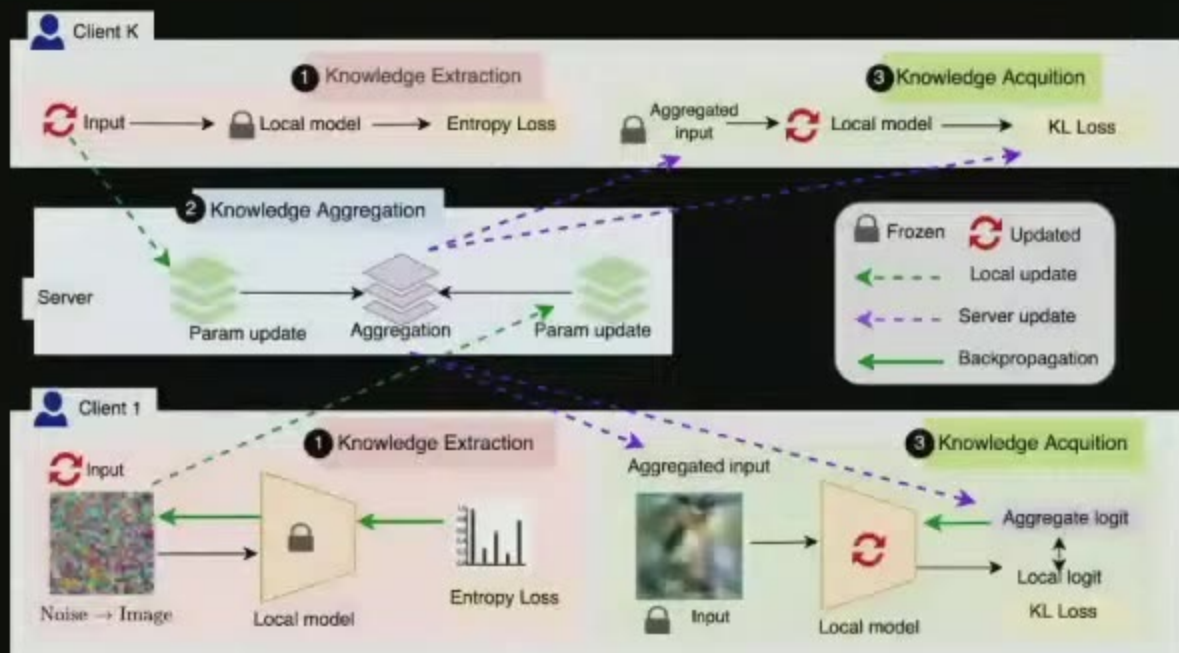 Client K
1 Knowledge Extraction
3 Knowledge Acquition
Input
Local model
Entropy Loss
Aggregated
input
Local model
KL Loss
2 Knowledge Aggregation
Server
Param update
Aggregation
Param update
Frozen
Updated
Local update
Server update
Backpropagation
Client 1
1 Knowledge Extraction
3 Knowledge Acquition
Input
Noise → Image
Local model
Entropy Loss
Aggregated input
Input
Local model
Aggregate logit
Local logit
KL Loss